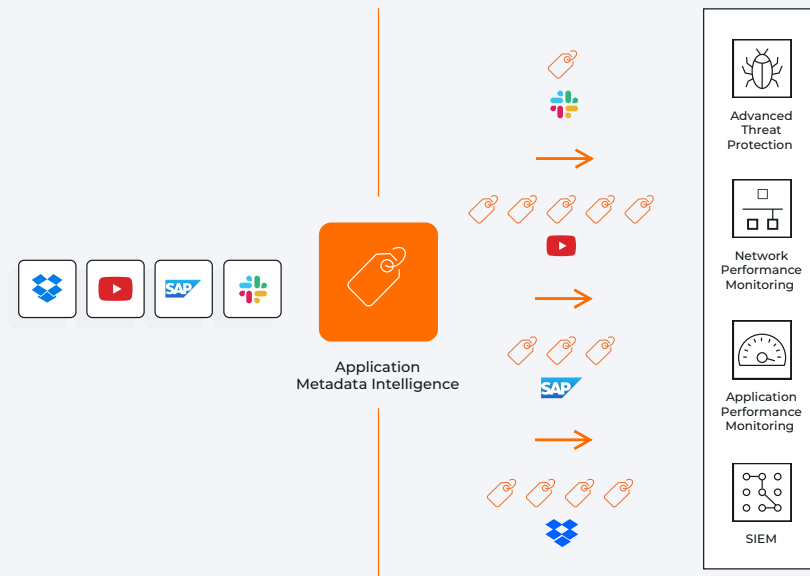 SAP
Application
Metadata Intelligence
SAP
Advanced
Threat
Protection
Network
Performance
Monitoring
Application
Performance
Monitoring
SIEM